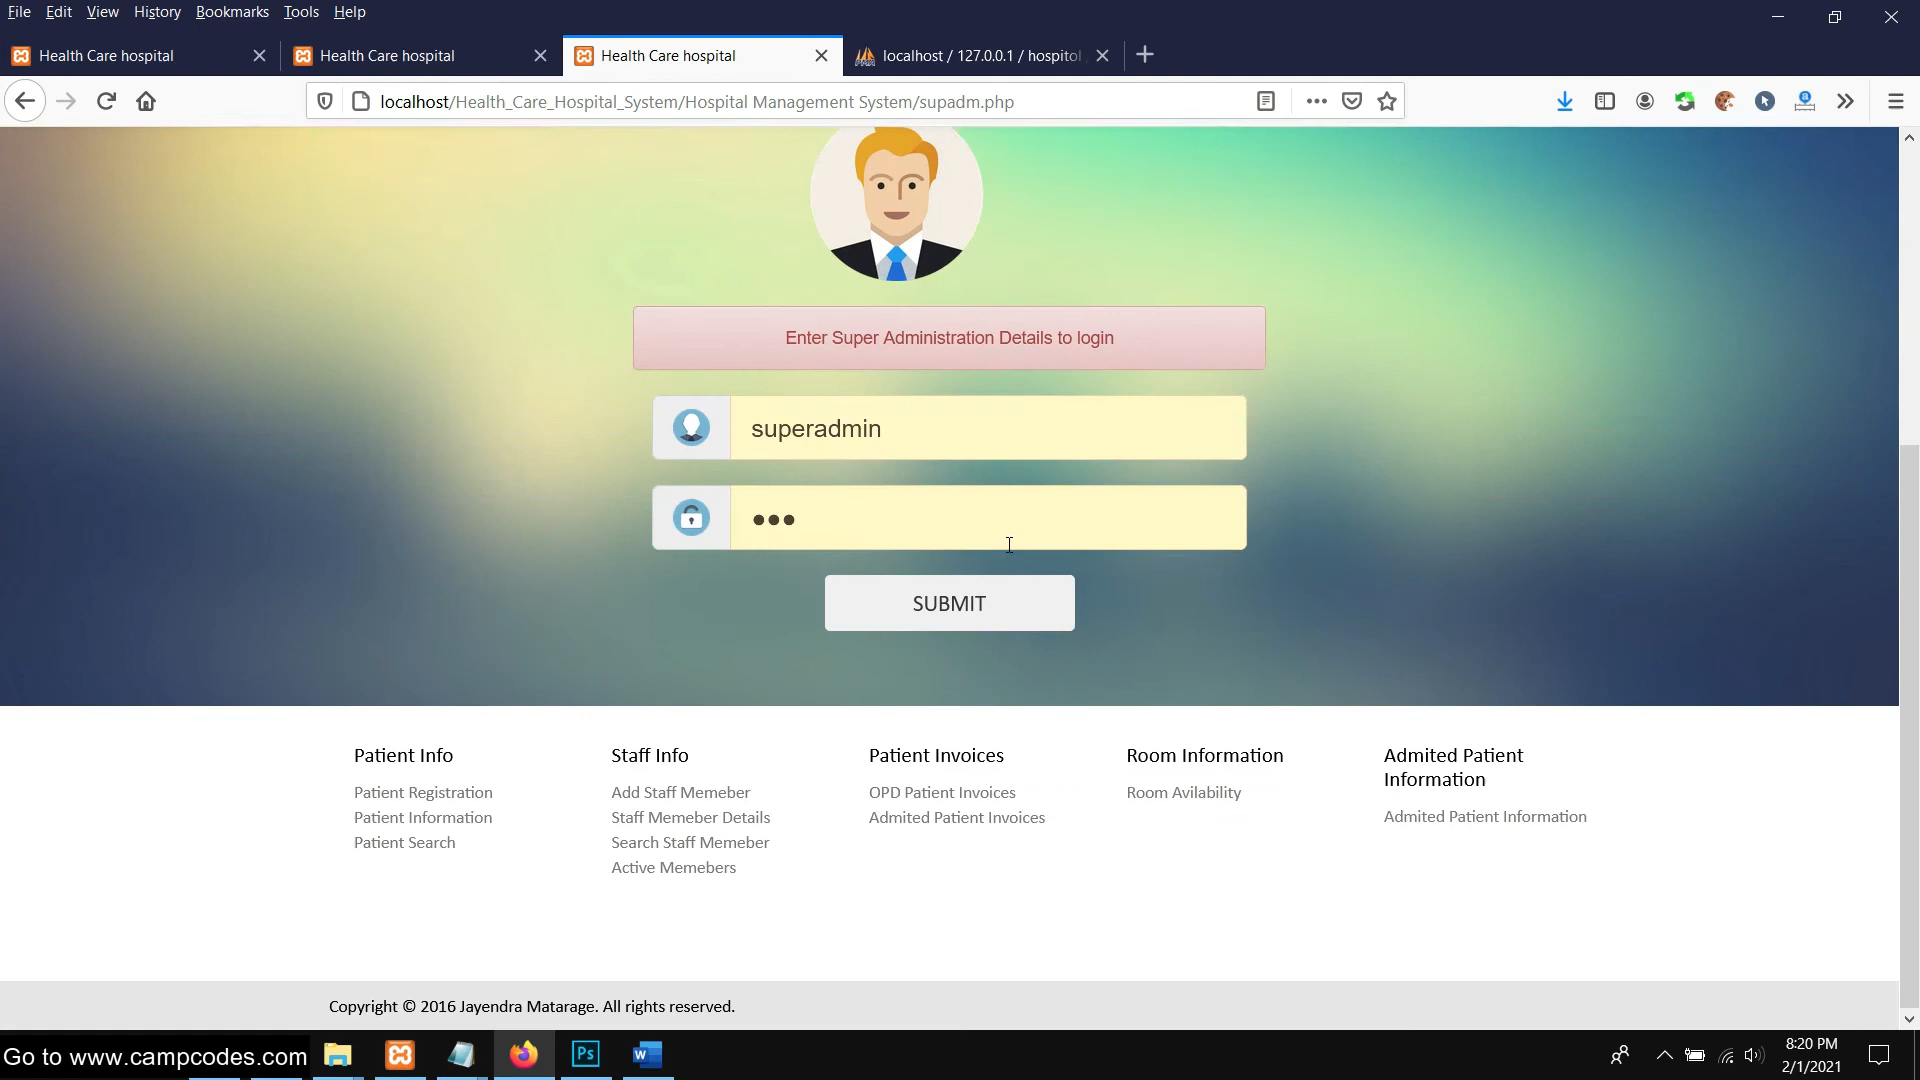 File Edit View History Bookmarks Tools Help
Health Care hospital
Health Care hospital
Health Care hospital
localhost / 127.0.0.1 / hospitol
localhost/Health_Care_Hospital_System/Hospital Management System/supadm.php
Enter Super Administration Details to login
superadmin
SUBMIT
Patient Info
Patient Registration
Patient Information
Patient Search
Staff Info
Add Staff Memeber
Staff Memeber Details
Search Staff Memeber
Active Memebers
Patient Invoices
OPD Patient Invoices
Admited Patient Invoices
Room Information
Room Avilability
Admited Patient
Information
Admited Patient Information
Copyright © 2016 Jayendra Matarage. All rights reserved.
Go to www.campcodes.com
Ps
W
8:20 PM
2/1/2021